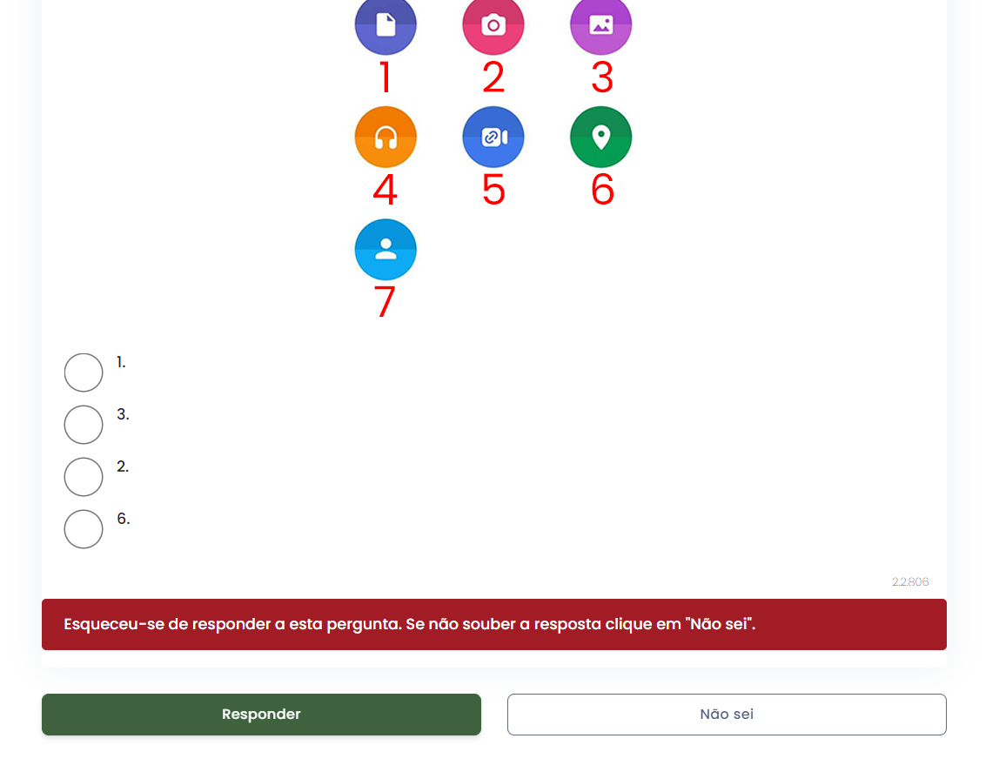 1 2 3
4 5 6
7
1.
3.
2.
6.
2.2.806
Esqueceu-se de responder a esta pergunta. Se não souber a resposta clique em "Não sei".
Responder
Não sei